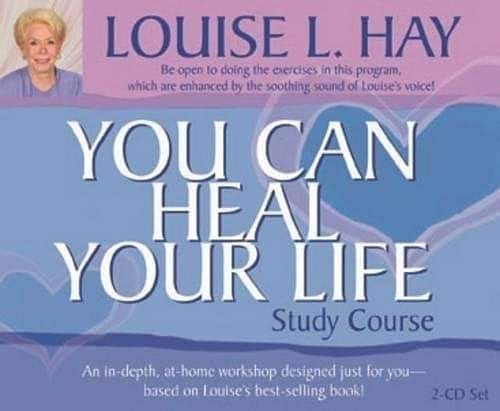 LOUISE L. HAY
Be open to doing the exercises in this program,
which are enhanced by the soothing sound of Louise's voice!
YOU CAN
HEAL
YOUR LIFE
Study Course
An in-depth, at-home workshop designed just for you—
based on Louise's best-selling book!
2-CD Set